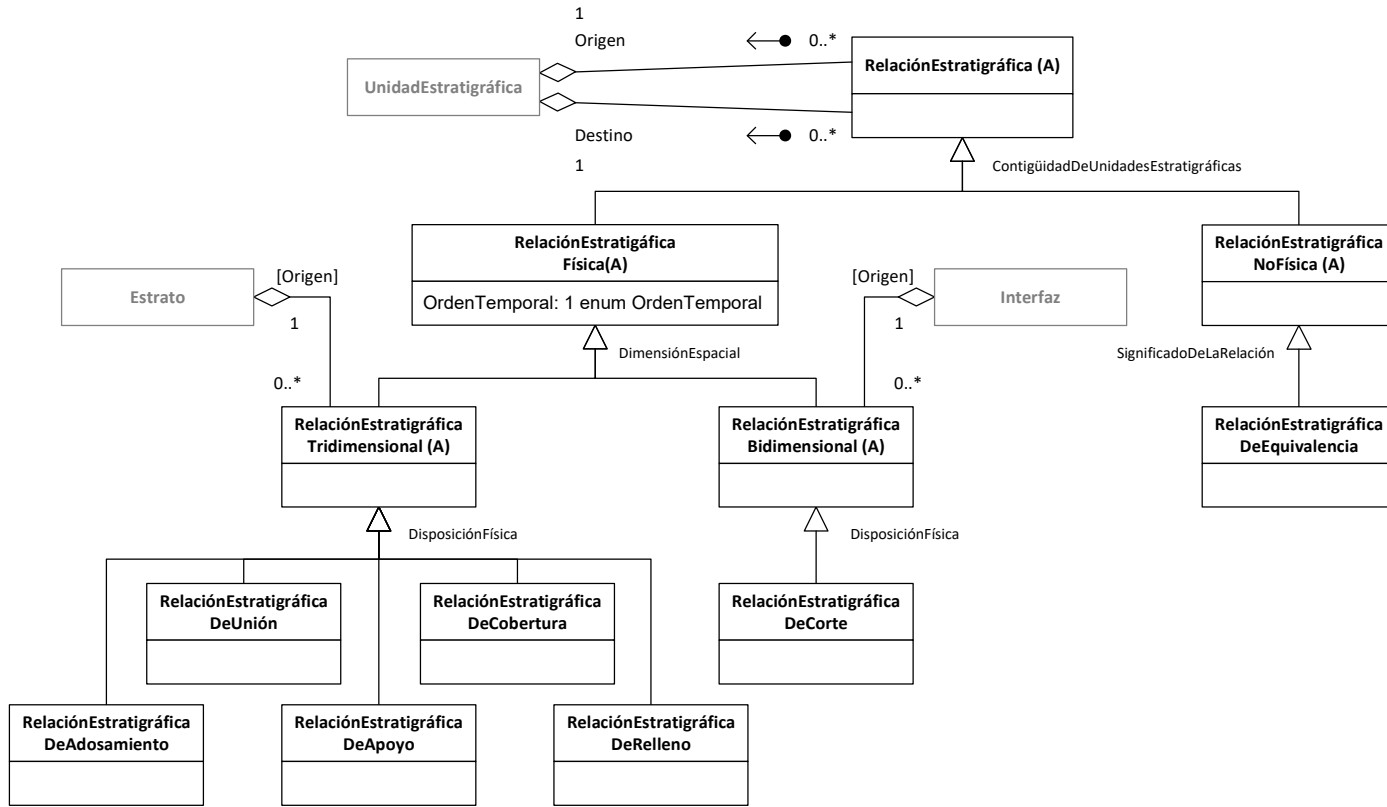 1
Origen
0..*
RelaciónEstratigráfica (A)
UnidadEstratigráfica
Destino
0..*
1
ContigüidadDeUnidadesEstratigráficas
RelaciónEstratigáfica
Física(A)
OrdenTemporal: 1 enum OrdenTemporal
RelaciónEstratigráfica
NoFísica (A)
Estrato
[Origen]
1
0..*
[Origen]
Interfaz
1
0..*
DimensiónEspacial
SignificadoDeLaRelación
RelaciónEstratigráfica
Tridimensional (A)
RelaciónEstratigráfica
Bidimensional (A)
RelaciónEstratigráfica
DeEquivalencia
DisposiciónFísica
DisposiciónFísica
RelaciónEstratigráfica
DeUnión
RelaciónEstratigráfica
DeCobertura
RelaciónEstratigráfica
DeCorte
RelaciónEstratigráfica
DeAdosamiento
RelaciónEstratigráfica
DeApoyo
RelaciónEstratigráfica
DeRelleno